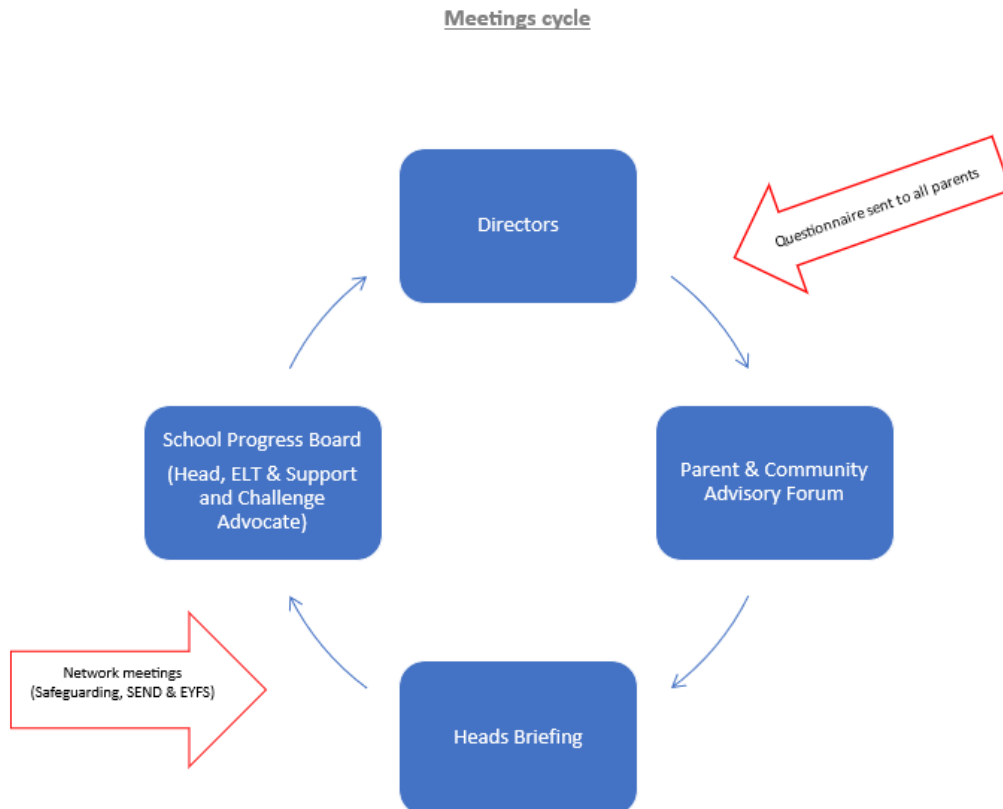 Meetings cycle
Directors
Questionnaire sent to all parents
School Progress Board
(Head, ELT & Support
and Challenge
Advocate)
Parent & Community
Advisory Forum
Network meetings
(Safeguarding, SEND & EYFS)
Heads Briefing